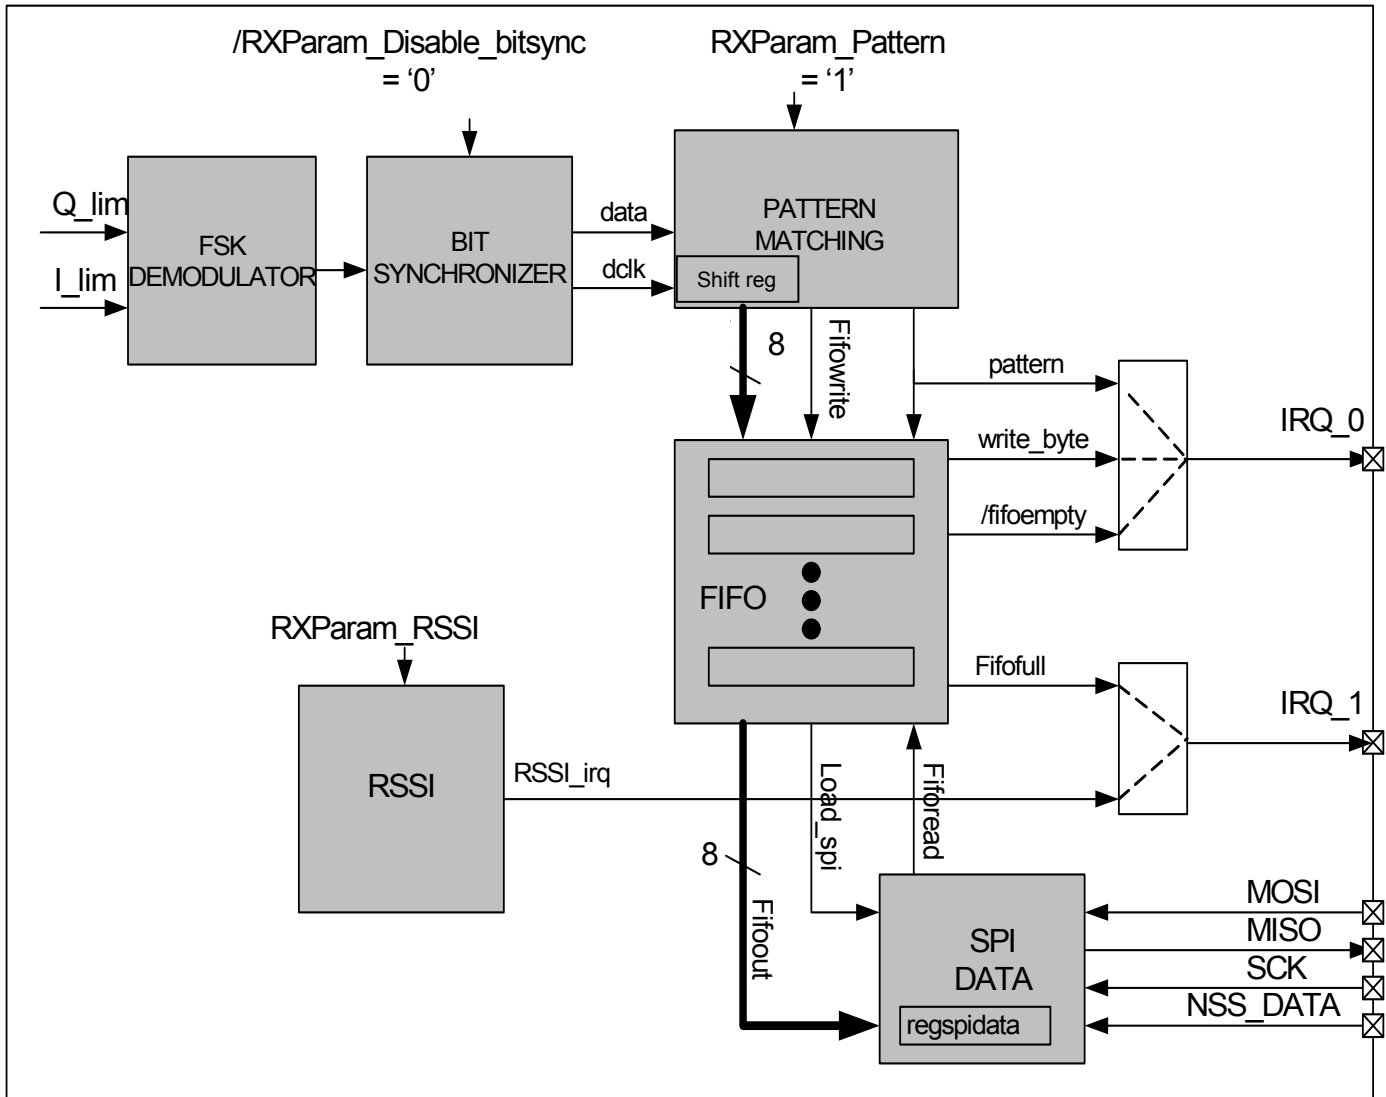 /RXParam_Disable_bitsync
= ‘0’
RXParam_Pattern
= ‘1’
Q_lim
I_lim
FSK
DEMODULATOR
BIT
SYNCHRONIZER
data
dclk
PATTERN
MATCHING
Shift reg
8
Fifowrite
pattern
write_byte
/fifoempty
IRQ_0
FIFO
Fifofull
IRQ_1
RXParam_RSSI
RSSI
RSSI_irq
Load_spi
Fiforead
8
Fifoout
SPI
DATA
regspidata
MOSI
MISO
SCK
NSS_DATA